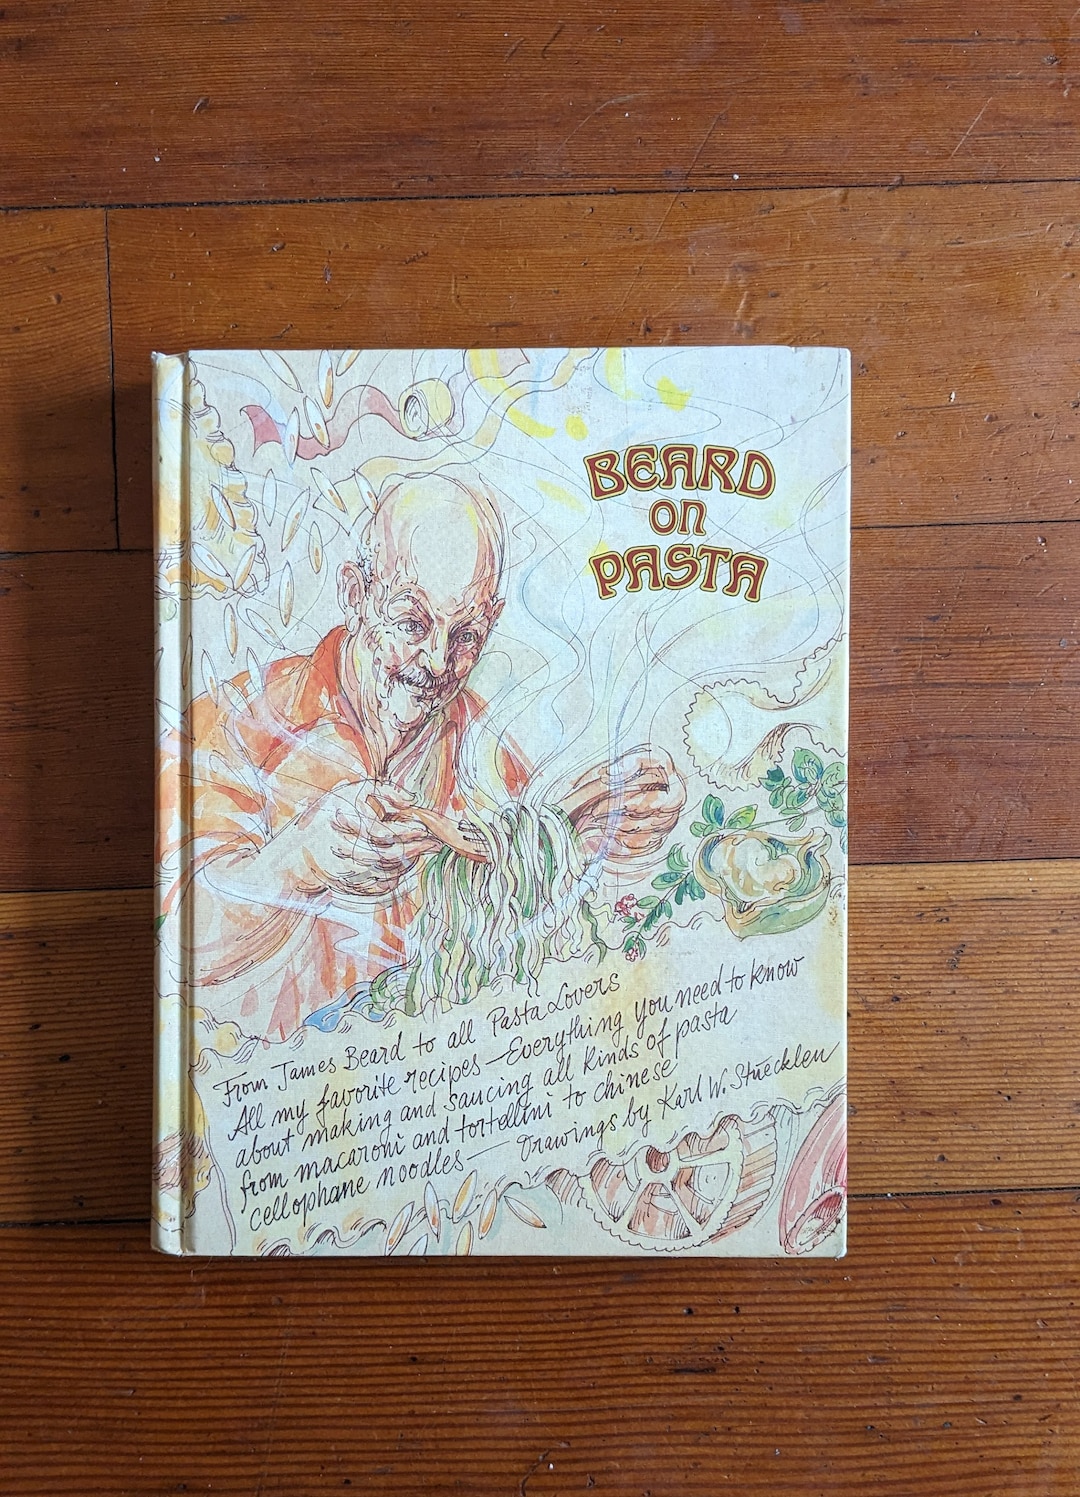 BEARD
on
PASTA
From James Beard to all Pasta Lovers
All my favorite recipes—Everything you need to know
about making and saucing all kinds of pasta
from macaroni and tortellini to chinese
cellophane noodles— Drawings by Karl W. Stuecklen